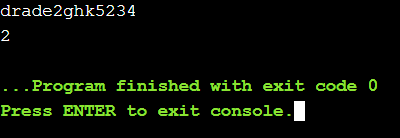 drade2ghk5234
2
...Program finished with exit code 0
Press ENTER to exit console.